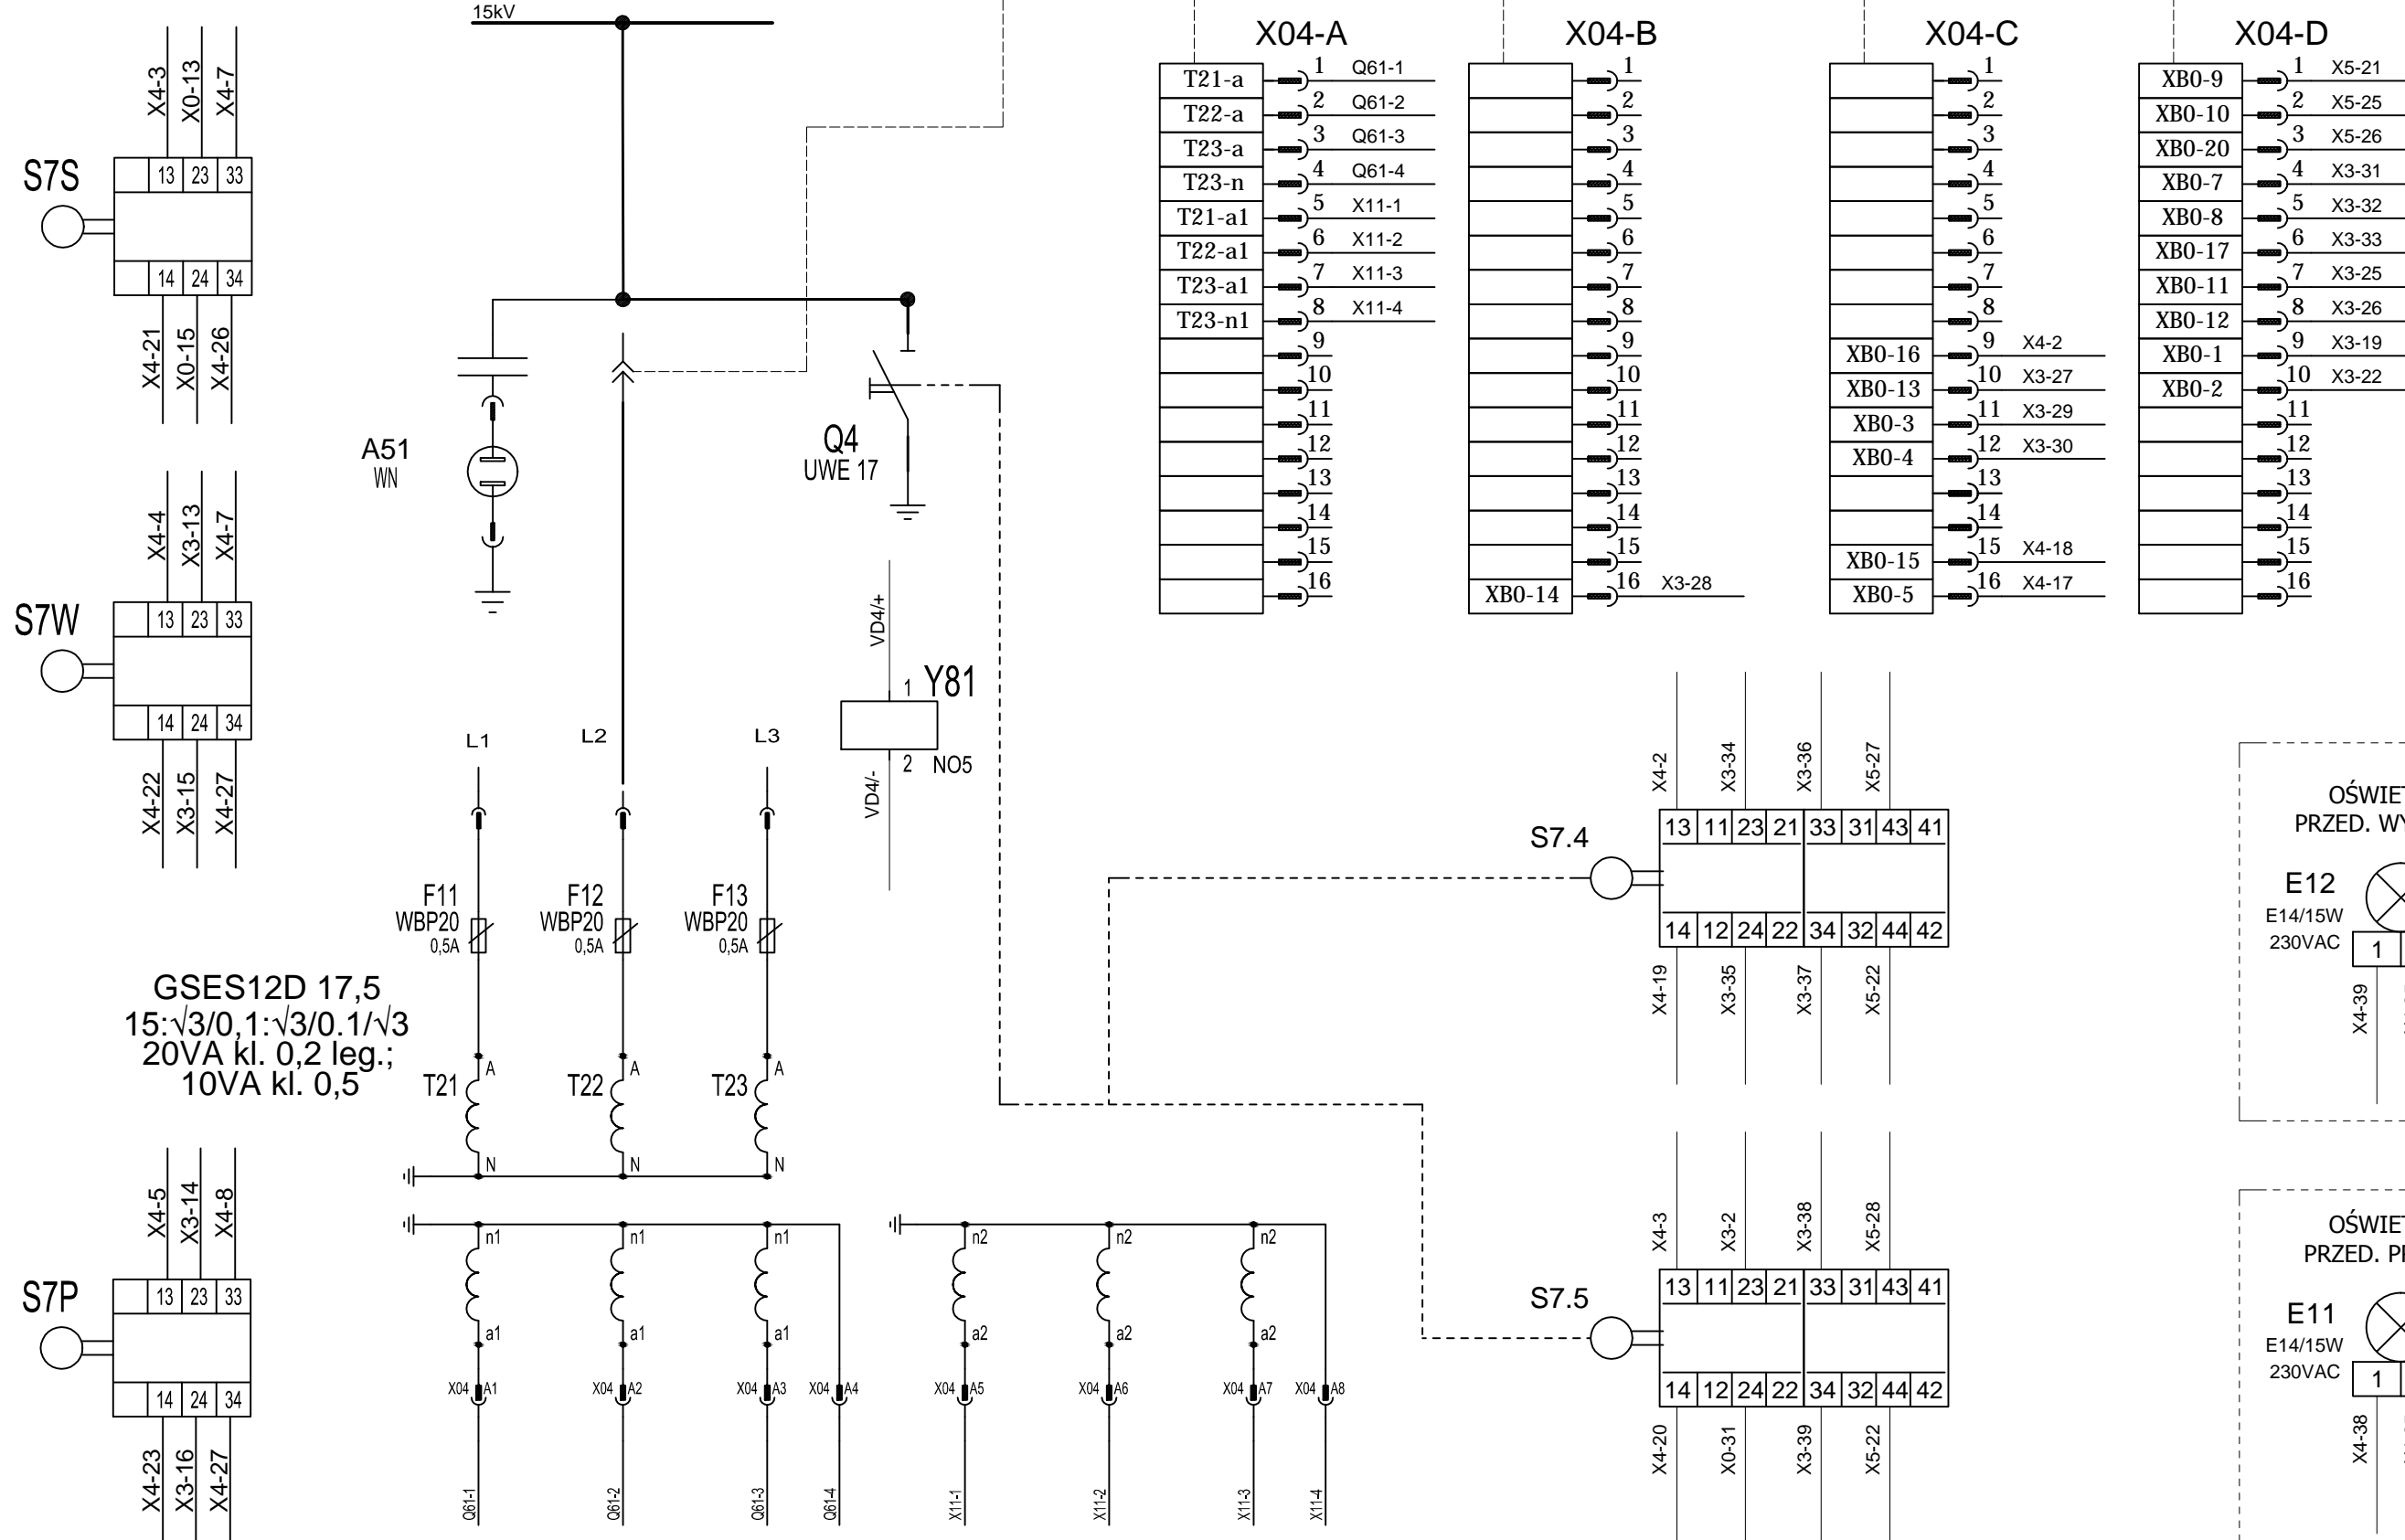 15kV
X4-3
X0-13
X4-7
S7S
13 23 33
14 24 34
X4-21
X0-15
X4-26
X4-4
X3-13
X4-7
S7W
13 23 33
14 24 34
X4-22
X3-15
X4-27
GSES12D 17,5
15:√3/0,1:√3/0.1/√3
20VA kl. 0,2 leg.;
10VA kl. 0,5
X4-5
X3-14
X4-8
S7P
13 23 33
14 24 34
X4-23
X3-16
X4-27
A51
WN
Q4
UWE 17
VD4/+
1
Y81
2
NO5
VD4/-
L1
L2
L3
F11
WBP20
0,5A
F12
WBP20
0,5A
F13
WBP20
0,5A
A
A
A
T21
T22
T23
N
N
N
n1
n1
n1
n2
n2
n2
a1
a1
a1
a2
a2
a2
X04 A1
X04 A2
X04 A3
X04 A4
X04 A5
X04 A6
X04 A7
X04 A8
Q61-1
Q61-2
Q61-3
Q61-4
X11-1
X11-2
X11-3
X11-4
X04-A
T21-a 1 Q61-1
T22-a 2 Q61-2
T23-a 3 Q61-3
T23-n 4 Q61-4
T21-a1 5 X11-1
T22-a1 6 X11-2
T23-a1 7 X11-3
T23-n1 8 X11-4
9
10
11
12
13
14
15
16
X04-B
1
2
3
4
5
6
7
8
9
10
11
12
13
14
15
XB0-14 16 X3-28
X04-C
1
2
3
4
5
6
7
8
XB0-16 9 X4-2
XB0-13 10 X3-27
XB0-3 11 X3-29
XB0-4 12 X3-30
13
14
XB0-15 15 X4-18
XB0-5 16 X4-17
X04-D
XB0-9 1 X5-21
XB0-10 2 X5-25
XB0-20 3 X5-26
XB0-7 4 X3-31
XB0-8 5 X3-32
XB0-17 6 X3-33
XB0-11 7 X3-25
XB0-12 8 X3-26
XB0-1 9 X3-19
XB0-2 10 X3-22
11
12
13
14
15
16
X4-2
X3-34
X3-36
X5-27
S7.4
13 11 23 21 33 31 43 41
14 12 24 22 34 32 44 42
X4-19
X3-35
X3-37
X5-22
X4-3
X3-2
X3-38
X5-28
S7.5
13 11 23 21 33 31 43 41
14 12 24 22 34 32 44 42
X4-20
X0-31
X3-39
X5-22
OŚWIE
PRZED. W
E12
E14/15W
230VAC
1
X4-39
OŚWIE
PRZED. P
E11
E14/15W
230VAC
1
X4-38